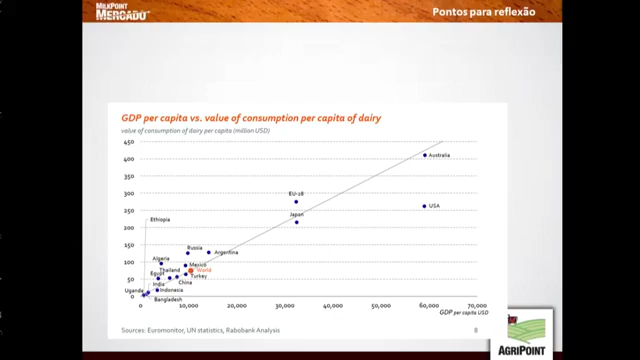 MILKPOINT
MERCADO
Pontos para reflexão
GDP per capita vs. value of consumption per capita of dairy
value of consumption of dairy per capita (million USD)
450
400
350
300
250
200
150
100
50
0
Australia
EU-28
USA
Japan
Ethiopia
Russia
Argentina
Algeria
Mexico
Thailand
World
Egypt
Turkey
China
India
Indonesia
Uganda
Bangladesh
0
10,000
20,000
30,000
40,000
50,000
60,000
70,000
GDP per capita USD
Sources: Euromonitor, UN statistics, Rabobank Analysis
8
AGRIPOINT